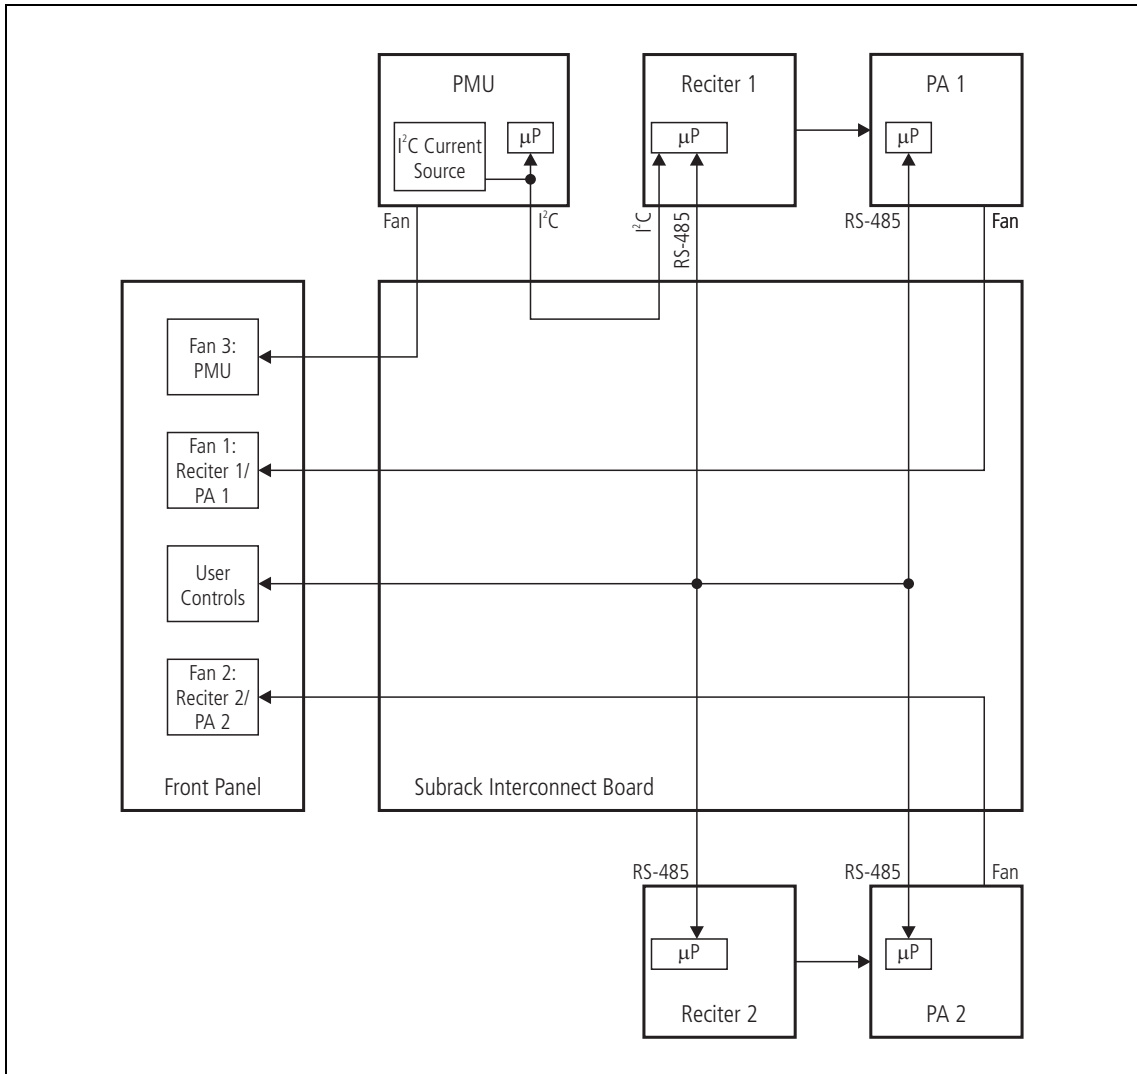 PMU
I²C Current
Source
µP
Reciter 1
µP
PA 1
µP
Fan
I²C
I²C
RS-485
RS-485
Fan
Fan 3:
PMU
Fan 1:
Reciter 1/
PA 1
User
Controls
Fan 2:
Reciter 2/
PA 2
Front Panel
Subrack Interconnect Board
RS-485
RS-485
Fan
µP
Reciter 2
µP
PA 2